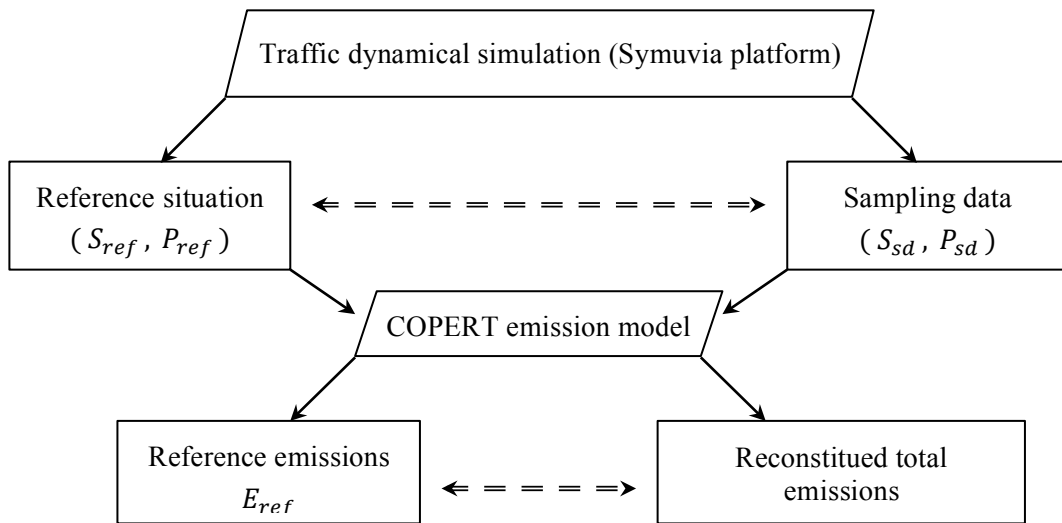 Traffic dynamical simulation (Symuvia platform)
Reference situation
( S_ref , P_ref )
Sampling data
( S_sd , P_sd )
COPERT emission model
Reference emissions
E_ref
Reconstitued total
emissions